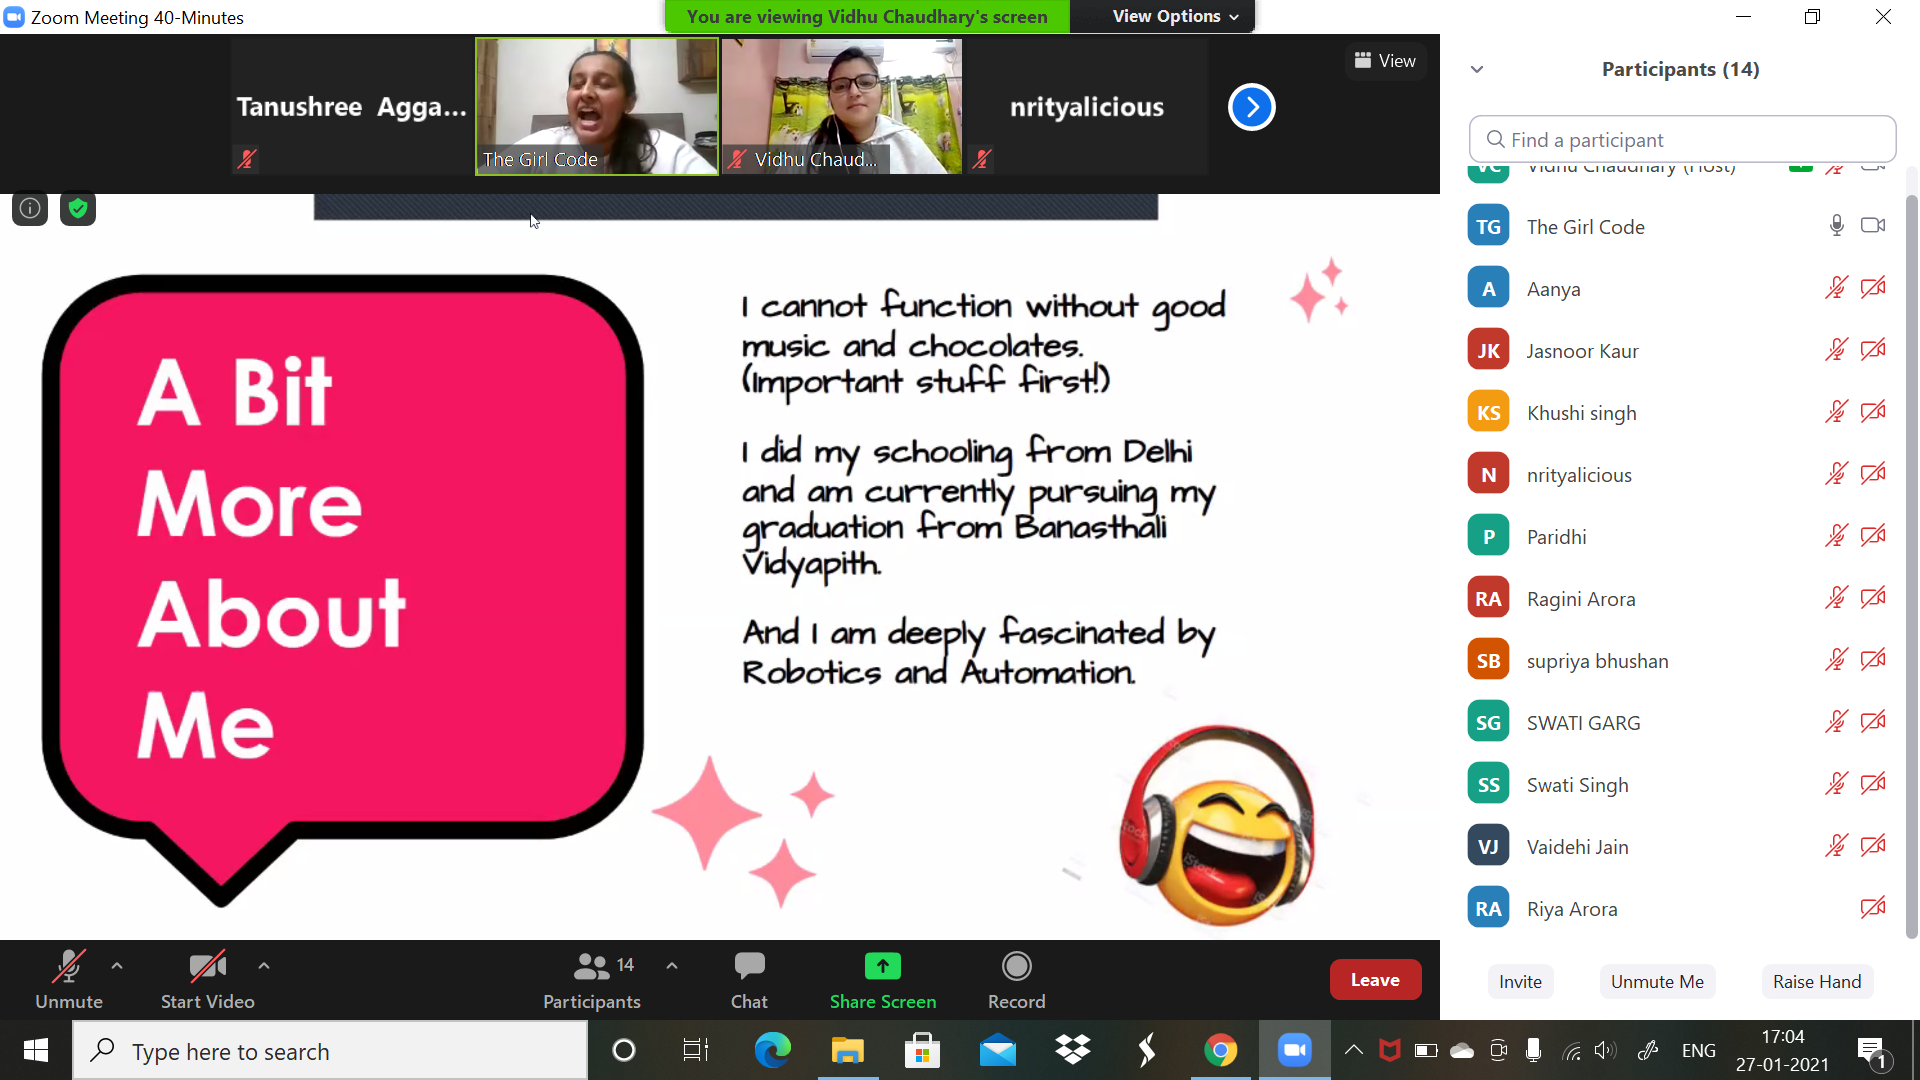 Zoom Meeting 40-Minutes
You are viewing Vidhu Chaudhary's screen
View Options
Tanushree Agga...
The Girl Code
Vidhu Chaud...
nrityalicious
View
A Bit
More
About
Me
I cannot function without good
music and chocolates.
(Important stuff first!)
I did my schooling from Delhi
and am currently pursuing my
graduation from Banasthali
Vidyapith.
And I am deeply fascinated by
Robotics and Automation.
iStock
Participants (14)
Find a participant
VC Vidhu Chaudhary (Host)
TG The Girl Code
A Aanya
JK Jasnoor Kaur
KS Khushi singh
N nrityalicious
P Paridhi
RA Ragini Arora
SB supriya bhushan
SG SWATI GARG
SS Swati Singh
VJ Vaidehi Jain
RA Riya Arora
Invite
Unmute Me
Raise Hand
Unmute
Start Video
14
Participants
Chat
Share Screen
Record
Leave
Type here to search
ENG
17:04
27-01-2021
1